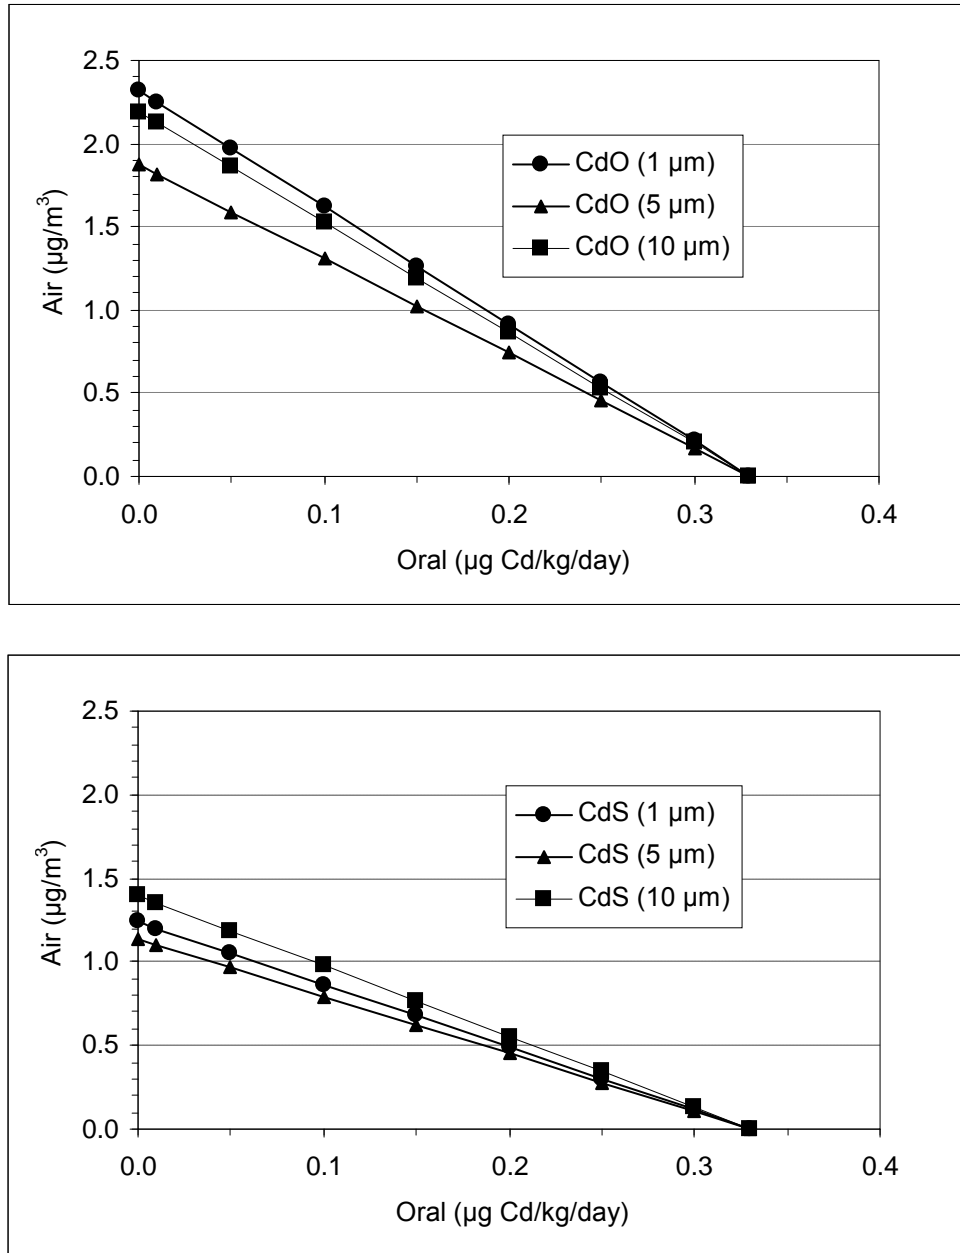 2.5
2.0
1.5
1.0
0.5
0.0
Air (µg/m³)
CdO (1 µm)
CdO (5 µm)
CdO (10 µm)
0.0 0.1 0.2 0.3 0.4
Oral (µg Cd/kg/day)
2.5
2.0
1.5
1.0
0.5
0.0
Air (µg/m³)
CdS (1 µm)
CdS (5 µm)
CdS (10 µm)
0.0 0.1 0.2 0.3 0.4
Oral (µg Cd/kg/day)